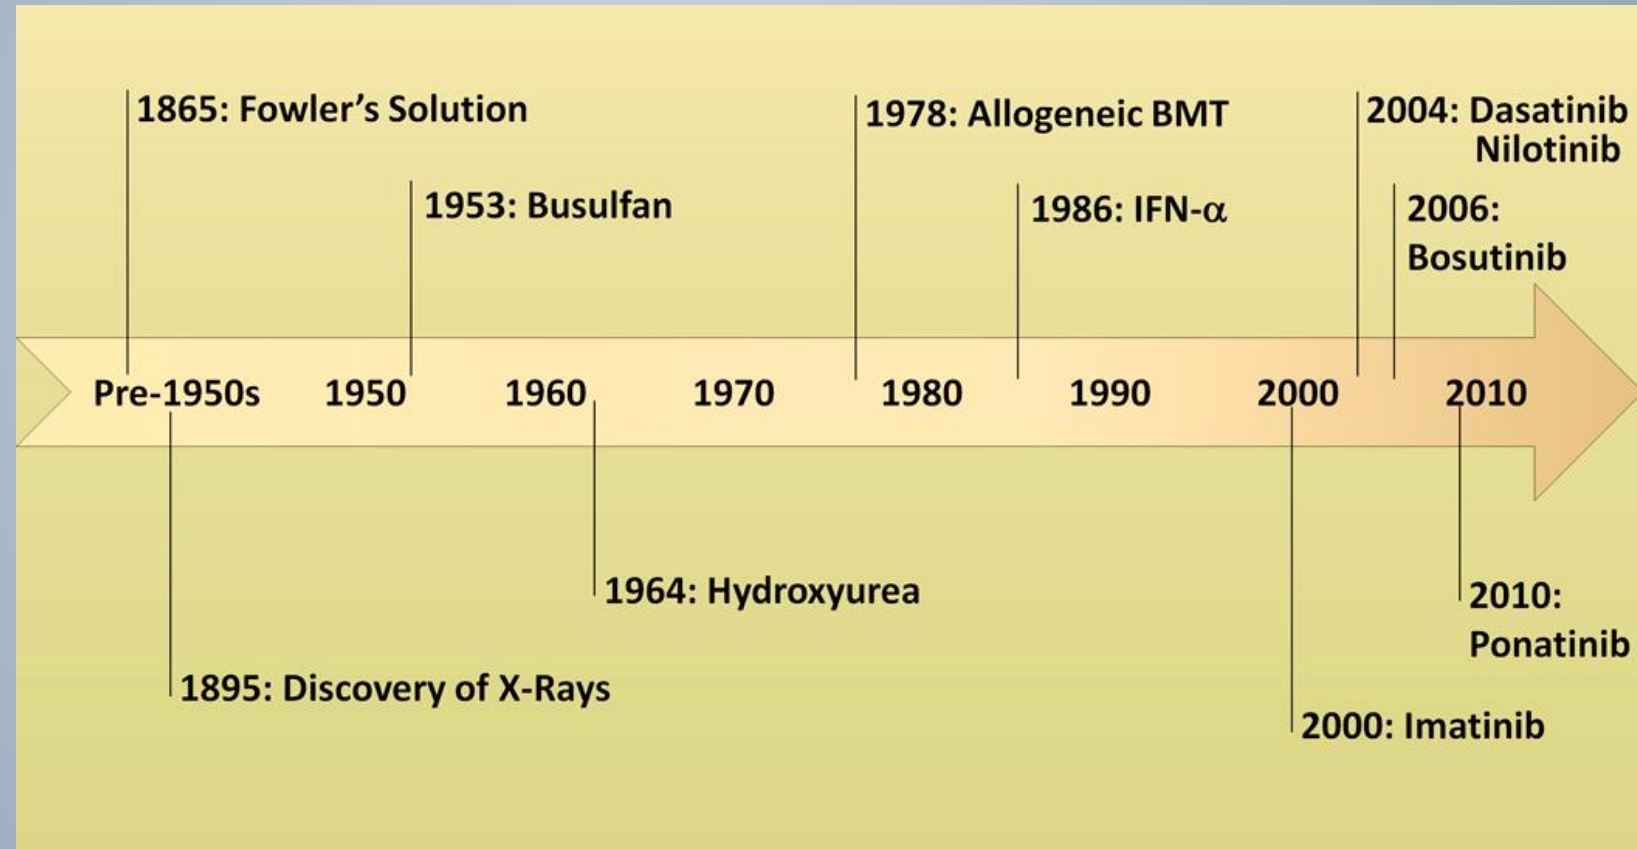 1865: Fowler’s Solution
1978: Allogeneic BMT
2004: Dasatinib
Nilotinib
1953: Busulfan
1986: IFN-α
2006:
Bosutinib
Pre-1950s 1950 1960 1970 1980 1990 2000 2010
1964: Hydroxyurea
2010:
Ponatinib
1895: Discovery of X-Rays
2000: Imatinib